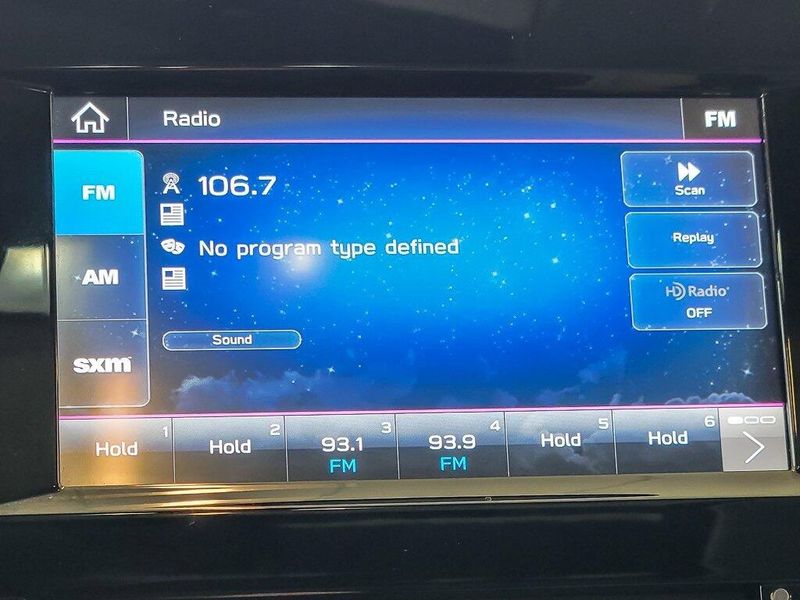 Radio
FM
FM
106.7
Scan
No program type defined
Replay
AM
HD Radio
OFF
Sound
sxm
Hold 1
Hold 2
93.1 3
FM
93.9 4
FM
Hold 5
Hold 6